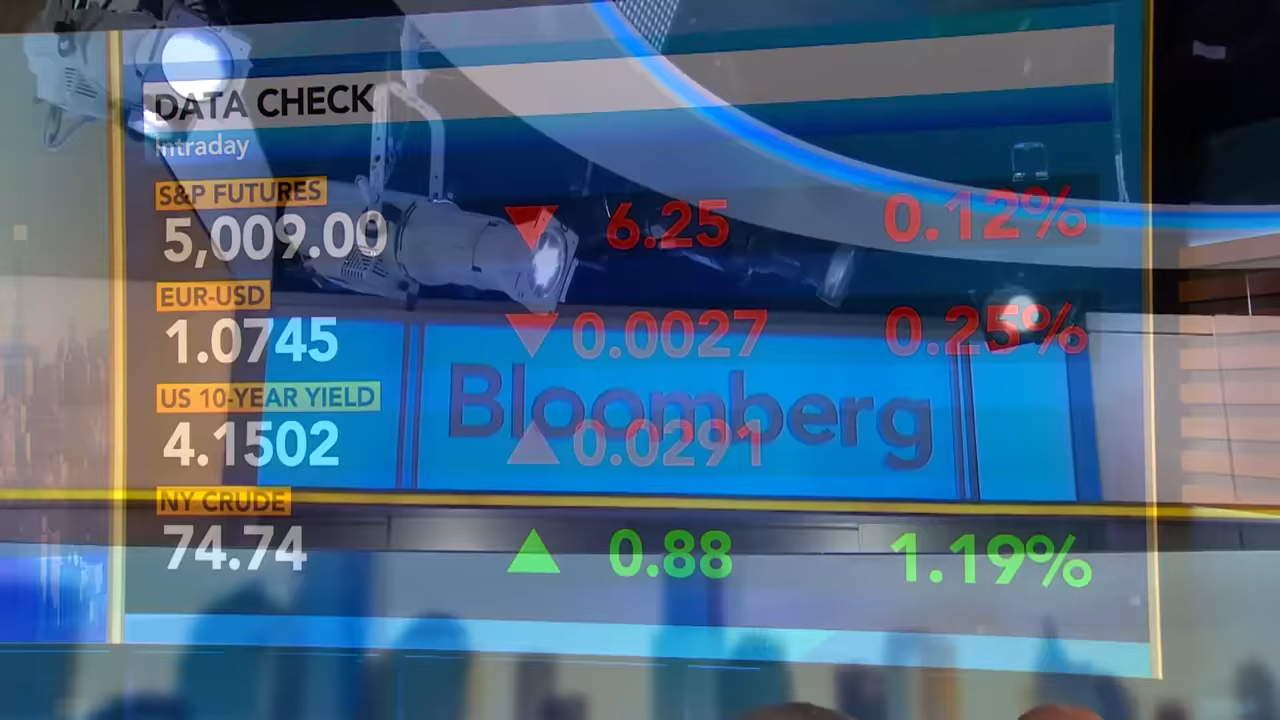 DATA CHECK
Intraday
S&P FUTURES
5,009.00 ▼ 6.25 0.12%
EUR-USD
1.0745 ▼ 0.0027 0.25%
Bloomberg
US 10-YEAR YIELD
4.1502 ▲ 0.0291
NY CRUDE
74.74 ▲ 0.88 1.19%